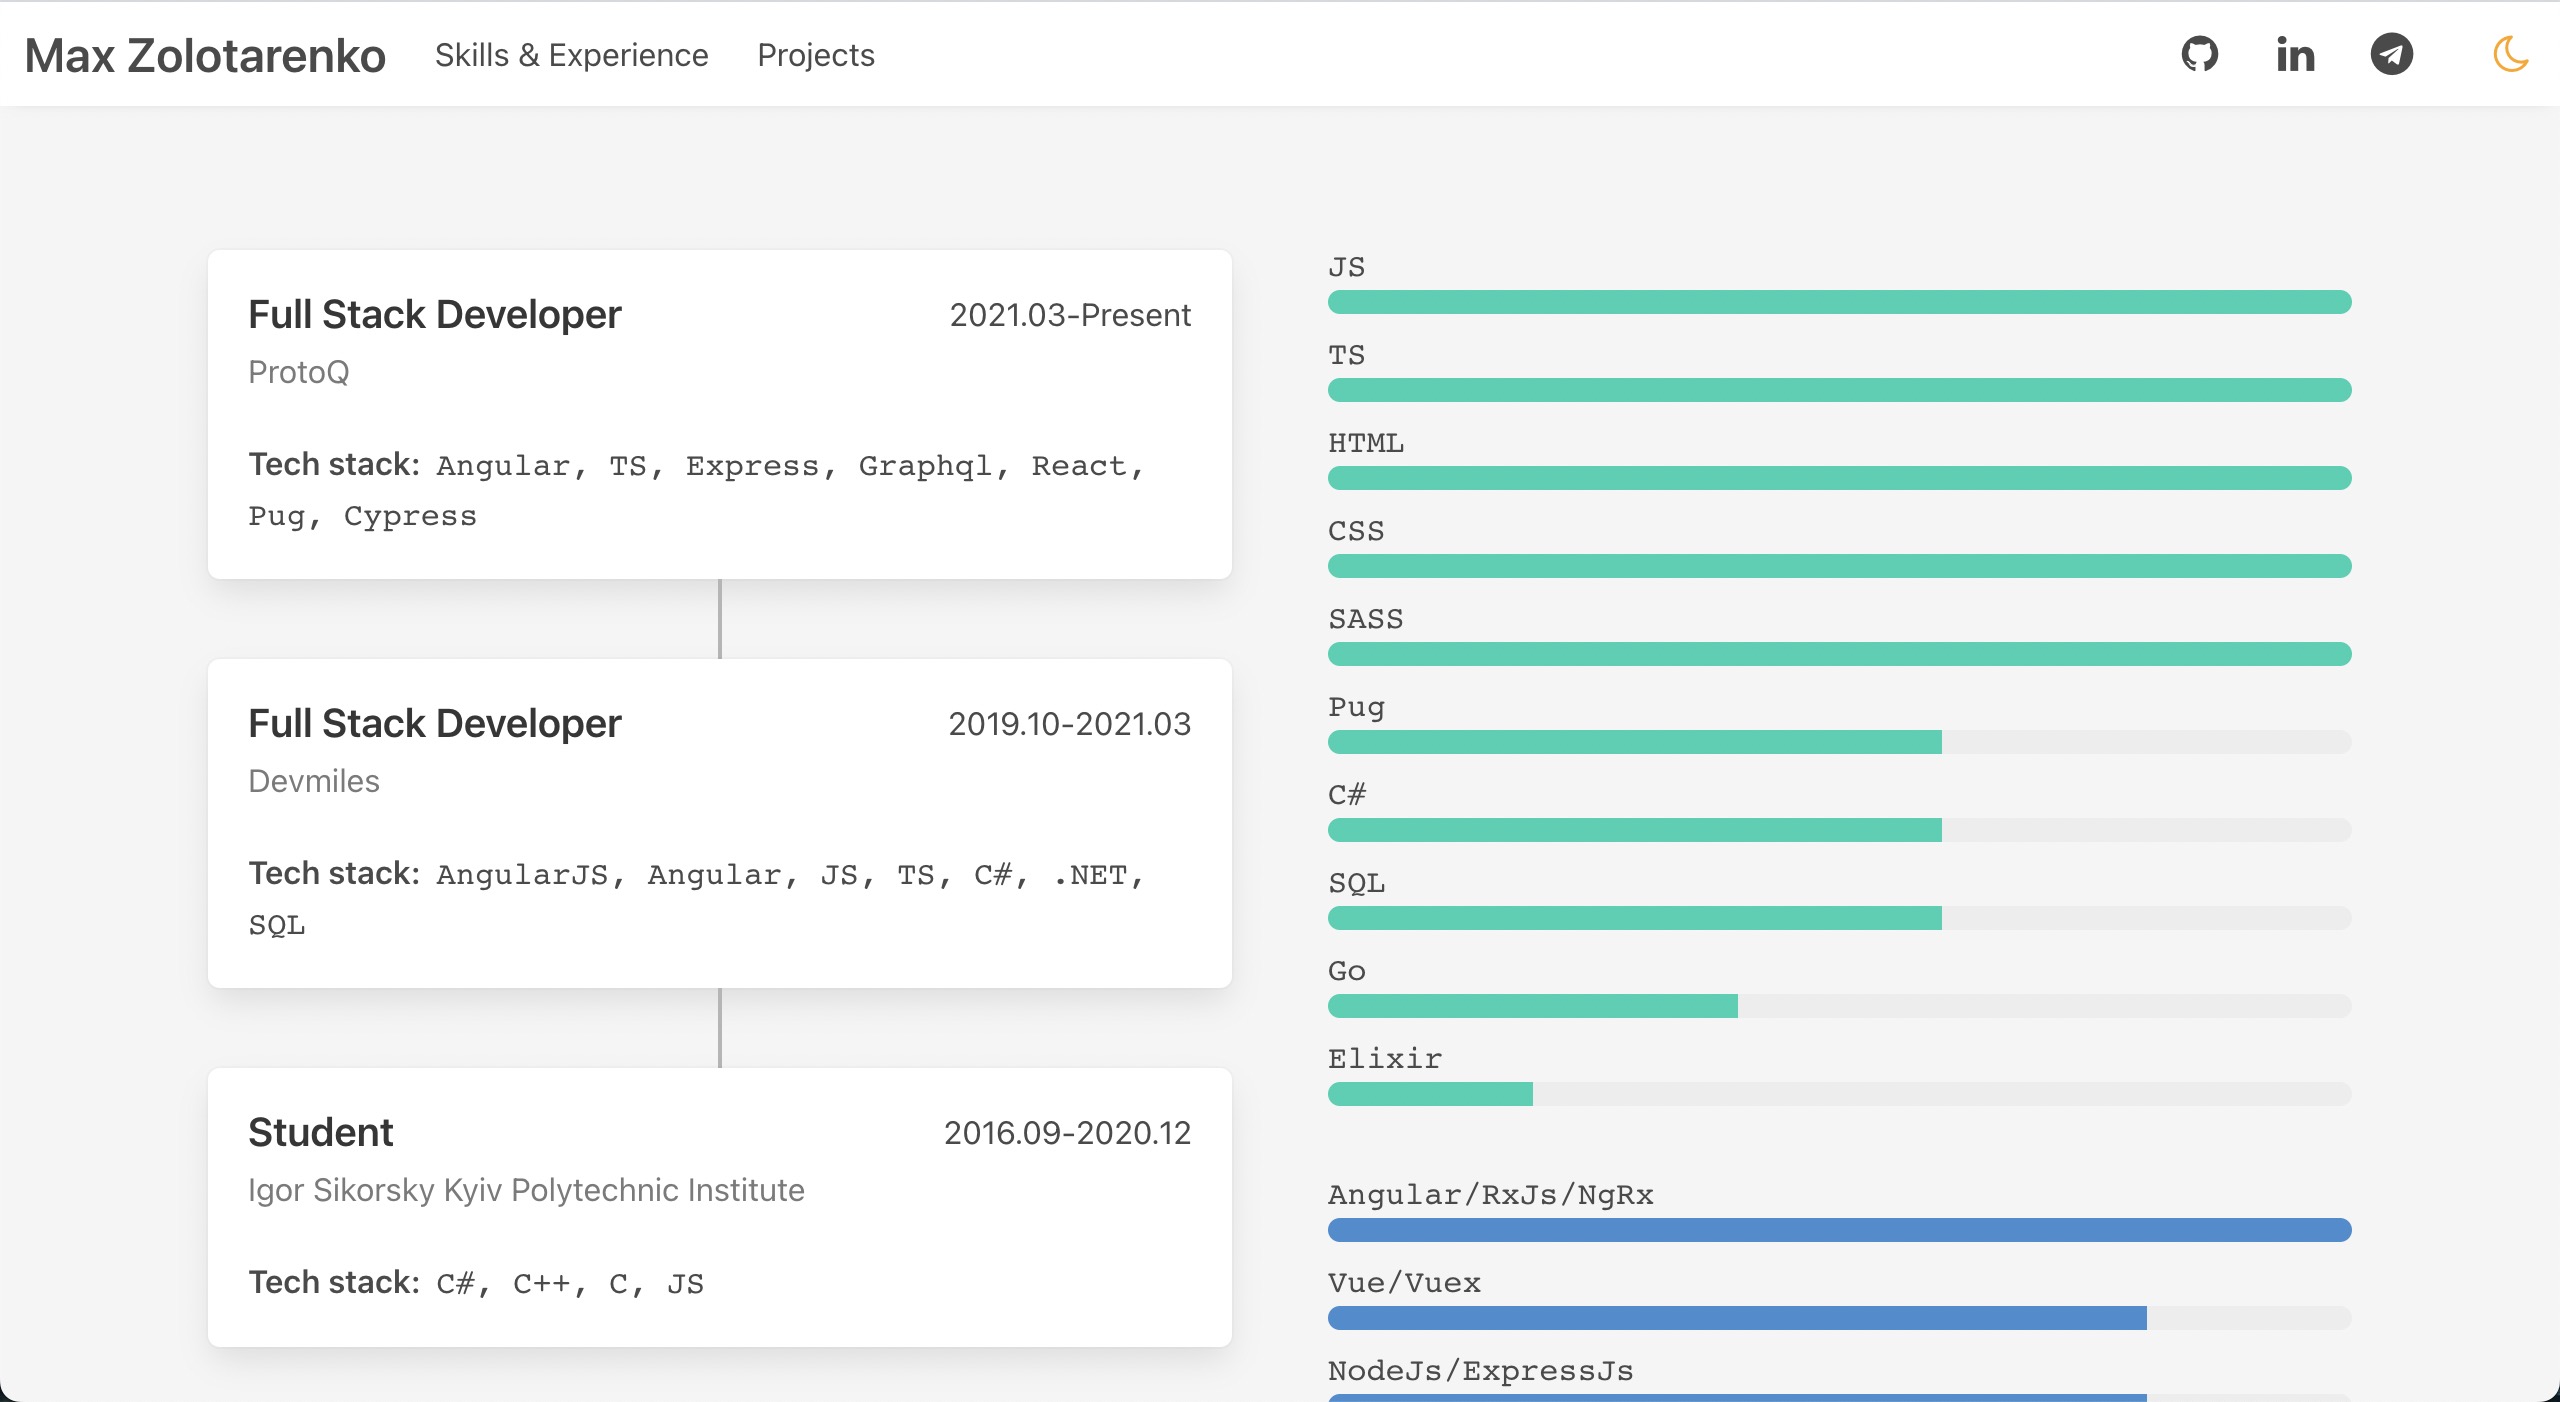 Max Zolotarenko Skills & Experience Projects
Full Stack Developer 2021.03-Present
ProtoQ
Tech stack: Angular, TS, Express, Graphql, React,
Pug, Cypress
Full Stack Developer 2019.10-2021.03
Devmiles
Tech stack: AngularJS, Angular, JS, TS, C#, .NET,
SQL
Student 2016.09-2020.12
Igor Sikorsky Kyiv Polytechnic Institute
Tech stack: C#, C++, C, JS
JS
TS
HTML
CSS
SASS
Pug
C#
SQL
Go
Elixir
Angular/RxJs/NgRx
Vue/Vuex
NodeJs/ExpressJs